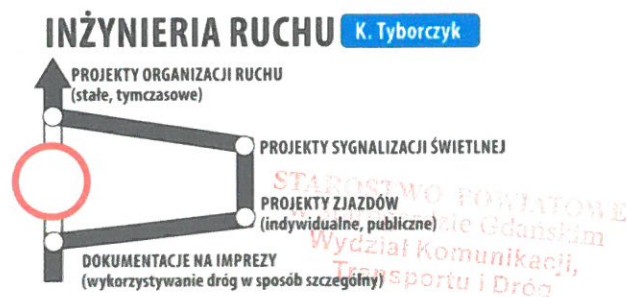 INŻYNIERIA RUCHU K. Tyborczyk
PROJEKTY ORGANIZACJI RUCHU
(stałe, tymczasowe)
PROJEKTY SYGNALIZACJI ŚWIETLNEJ
STAROSTWO POWIATOWE
PROJEKTY ZJAZDÓW
(indywidualne, publiczne)
Gdańskim
Wydział Komunikacji,
Transportu i Dróg
DOKUMENTACJE NA IMPREZY
(wykorzystywanie dróg w sposób szczególny)